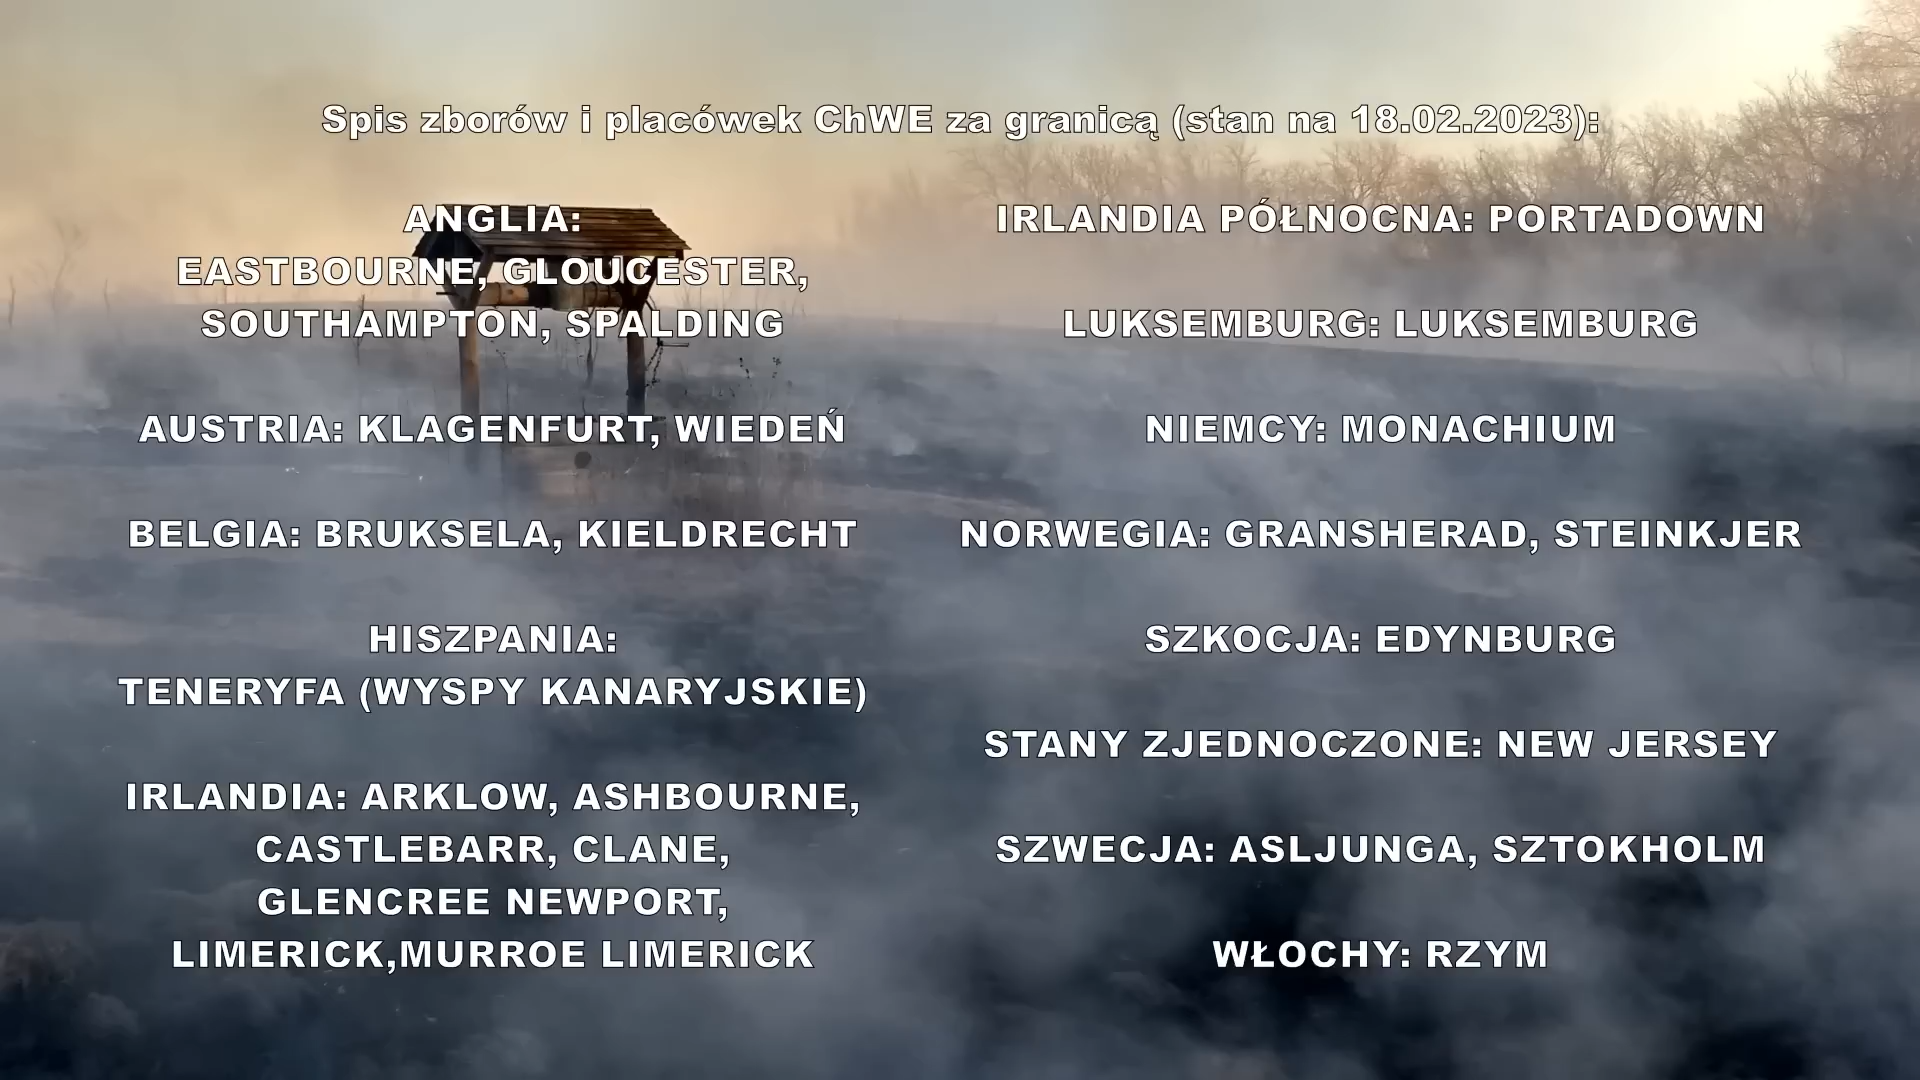 Spis zborów i placówek ChWE za granicą (stan na 18.02.2023):
ANGLIA:
EASTBOURNE, GLOUCESTER,
SOUTHAMPTON, SPALDING
AUSTRIA: KLAGENFURT, WIEDEŃ
BELGIA: BRUKSELA, KIELDRECHT
HISZPANIA:
TENERYFA (WYSPY KANARYJSKIE)
IRLANDIA: ARKLOW, ASHBOURNE,
CASTLEBARR, CLANE,
GLENCREE NEWPORT,
LIMERICK,MURROE LIMERICK
IRLANDIA PÓŁNOCNA: PORTADOWN
LUKSEMBURG: LUKSEMBURG
NIEMCY: MONACHIUM
NORWEGIA: GRANSHERAD, STEINKJER
SZKOCJA: EDYNBURG
STANY ZJEDNOCZONE: NEW JERSEY
SZWECJA: ASLJUNGA, SZTOKHOLM
WŁOCHY: RZYM